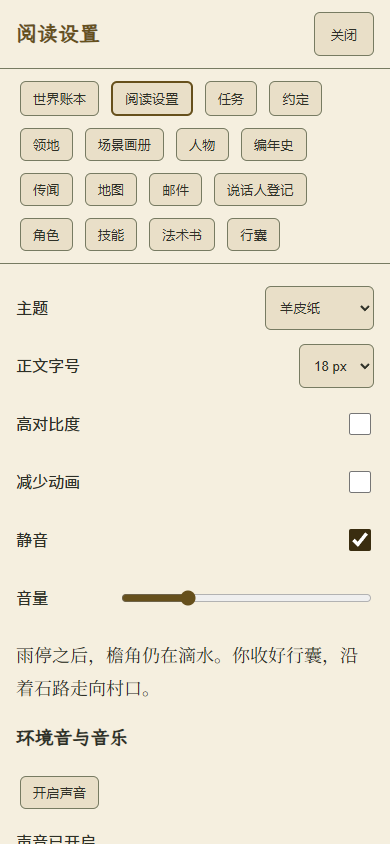 阅读设置
关闭
世界账本 阅读设置 任务 约定
领地 场景画册 人物 编年史
传闻 地图 邮件 说话人登记
角色 技能 法术书 行囊
主题 羊皮纸
正文字号 18 px
高对比度
减少动画
静音
音量
雨停之后，檐角仍在滴水。你收好行囊，沿
着石路走向村口。
环境音与音乐
开启声音
声音已开启